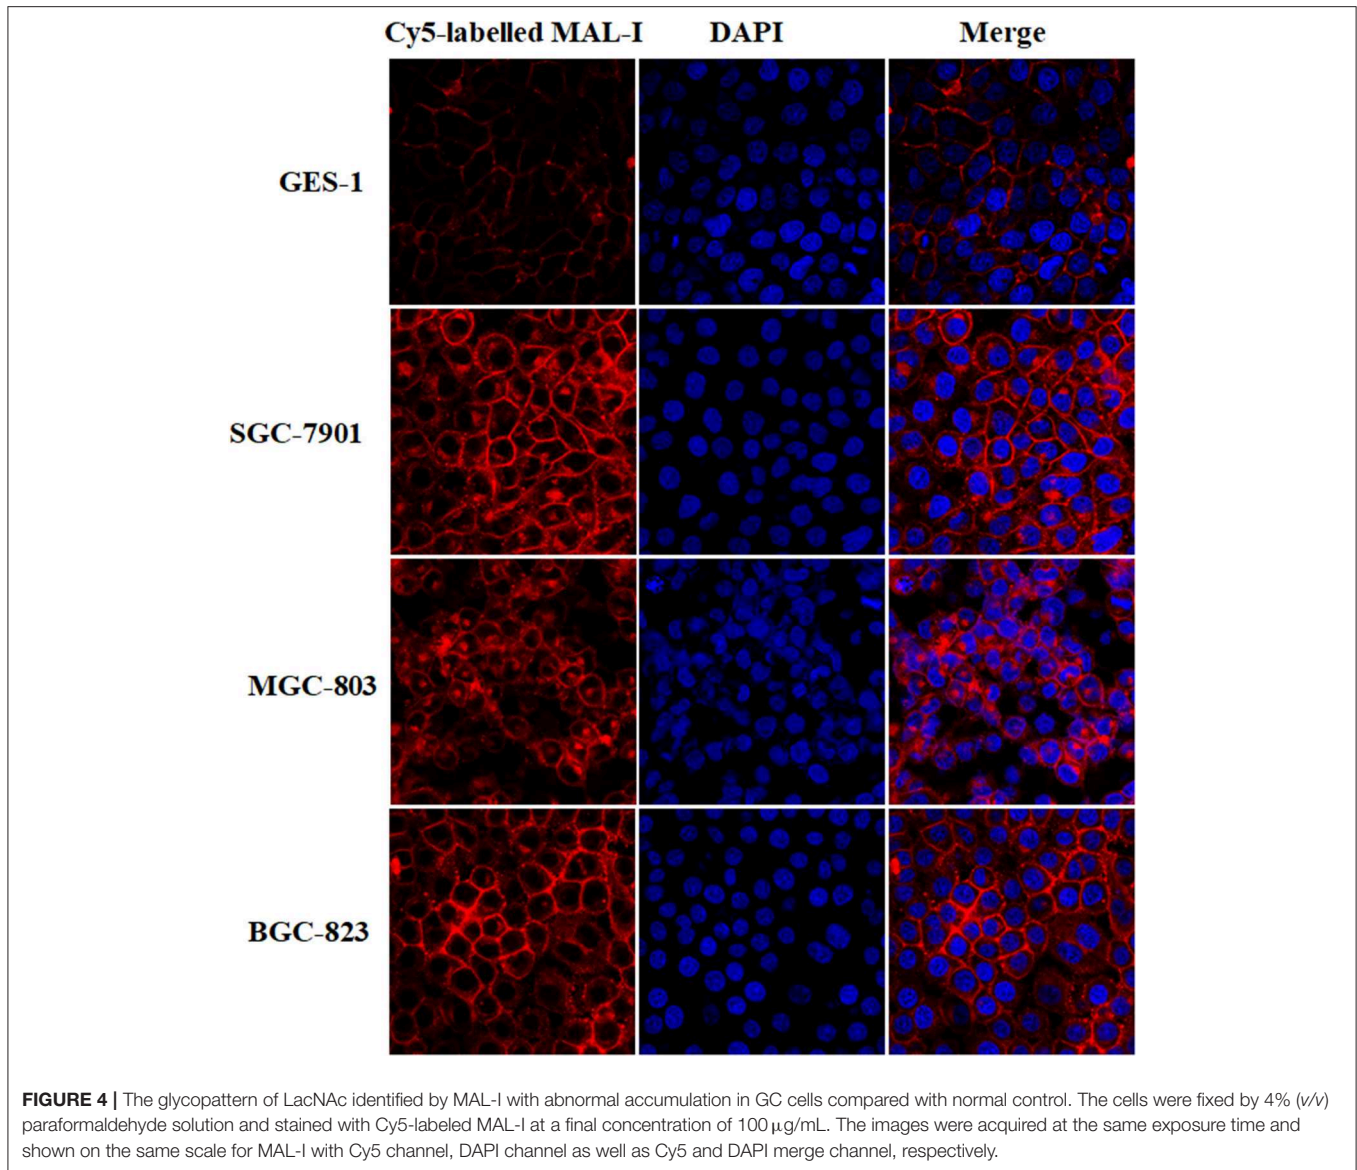 Cy5-labelled MAL-I DAPI Merge
GES-1
SGC-7901
MGC-803
BGC-823
FIGURE 4 | The glycopattern of LacNAc identified by MAL-I with abnormal accumulation in GC cells compared with normal control. The cells were fixed by 4% (v/v)
paraformaldehyde solution and stained with Cy5-labeled MAL-I at a final concentration of 100 μg/mL. The images were acquired at the same exposure time and
shown on the same scale for MAL-I with Cy5 channel, DAPI channel as well as Cy5 and DAPI merge channel, respectively.